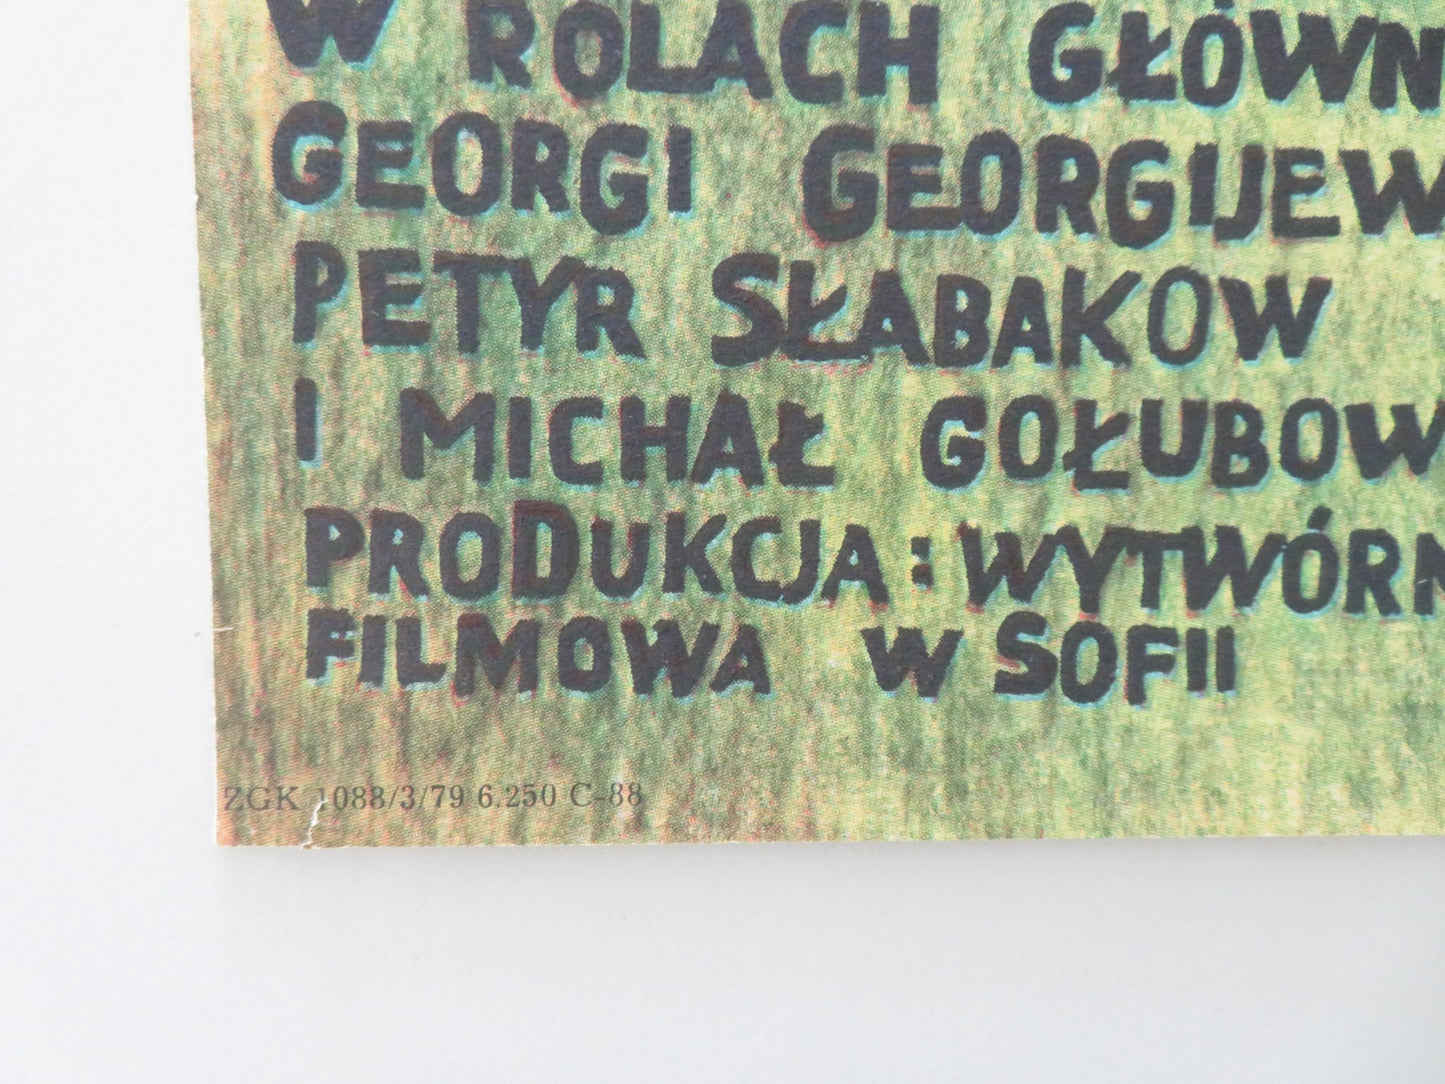 W ROLACH GŁÓWN
GEORGI GEORGIJEW
PETYR SŁABAKOW
I MICHAŁ GOŁUBOW
PRODUKCJA: WYTWÓRN
FILMOWA W SOFII
ZGK 1088/3/79 6.250 C-88